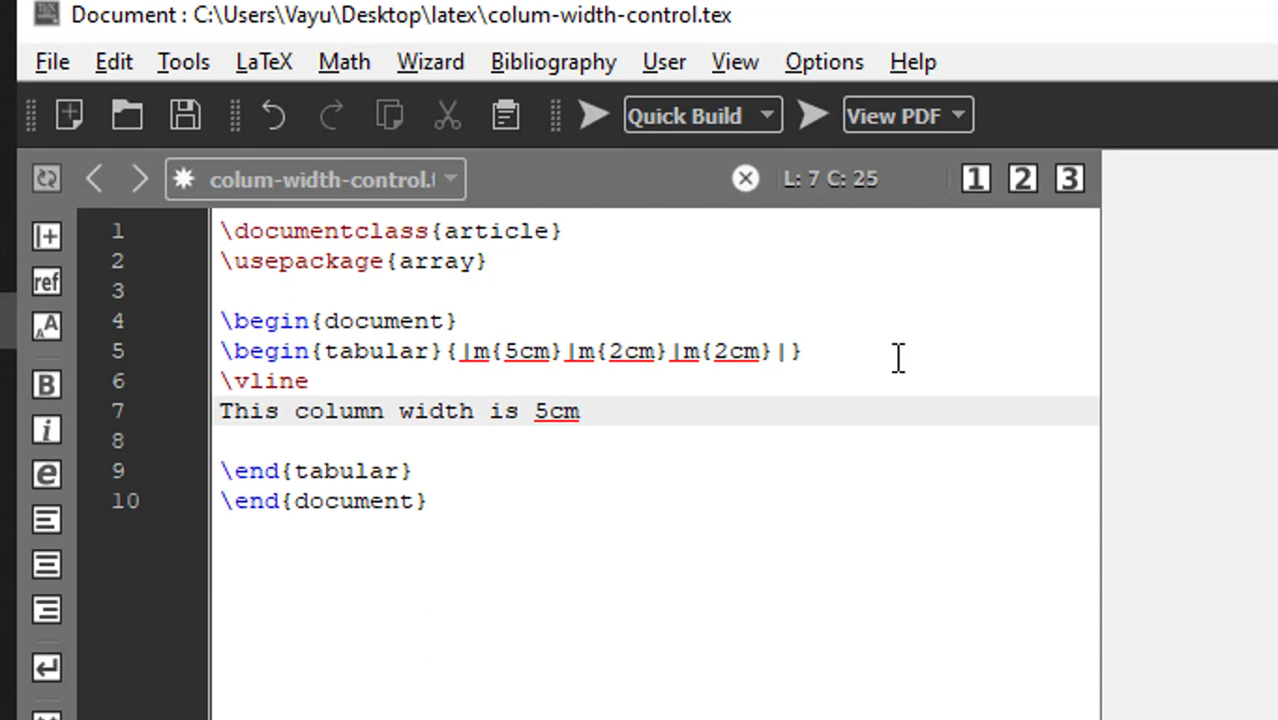 Document : C:\Users\Vayu\Desktop\latex\colum-width-control.tex
File Edit Tools LaTeX Math Wizard Bibliography User View Options Help
Quick Build View PDF
colum-width-control.t L: 7 C: 25 1 2 3
1 \documentclass{article}
2 \usepackage{array}
3
4 \begin{document}
5 \begin{tabular}{|m{5cm}|m{2cm}|m{2cm}|}
6 \vline
7 This column width is 5cm
8
9 \end{tabular}
10 \end{document}
ref
A A
B
i
e